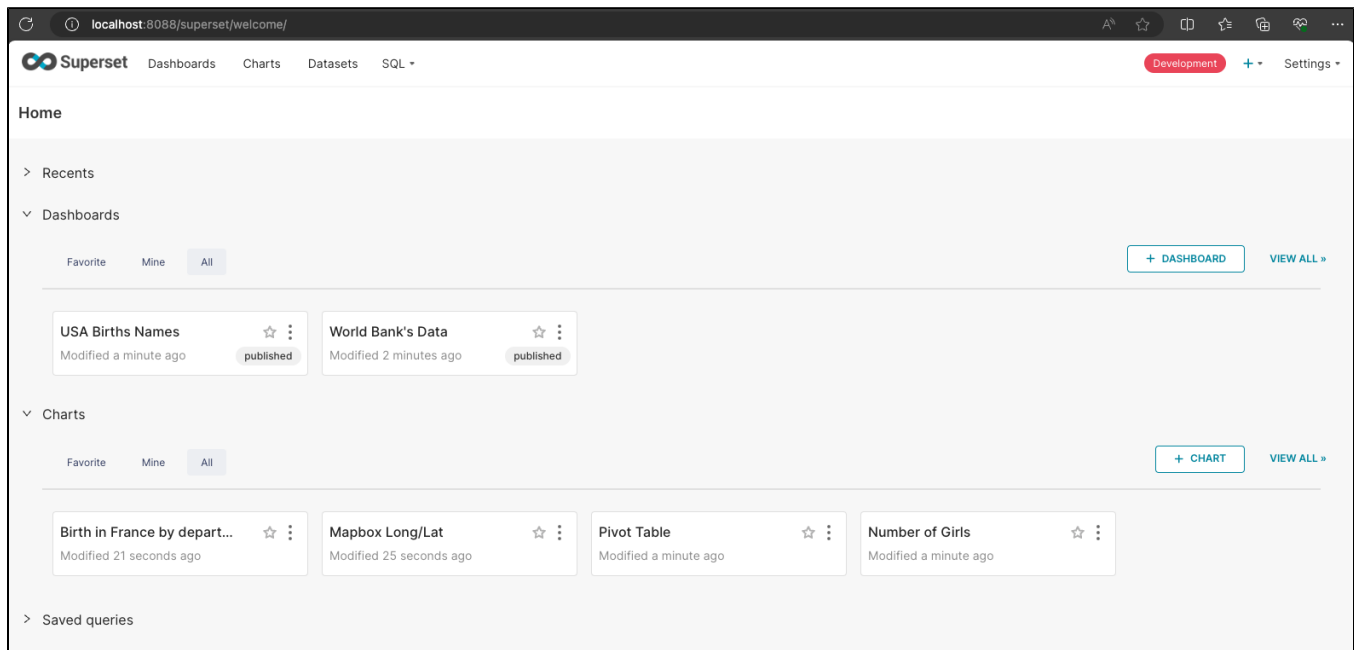 localhost:8088/superset/welcome/
Superset Dashboards Charts Datasets SQL Development + Settings
Home
Recents
Dashboards
Favorite Mine All + DASHBOARD VIEW ALL »
USA Births Names World Bank's Data
Modified a minute ago published Modified 2 minutes ago published
Charts
Favorite Mine All + CHART VIEW ALL »
Birth in France by depart... Mapbox Long/Lat Pivot Table Number of Girls
Modified 21 seconds ago Modified 25 seconds ago Modified a minute ago Modified a minute ago
Saved queries